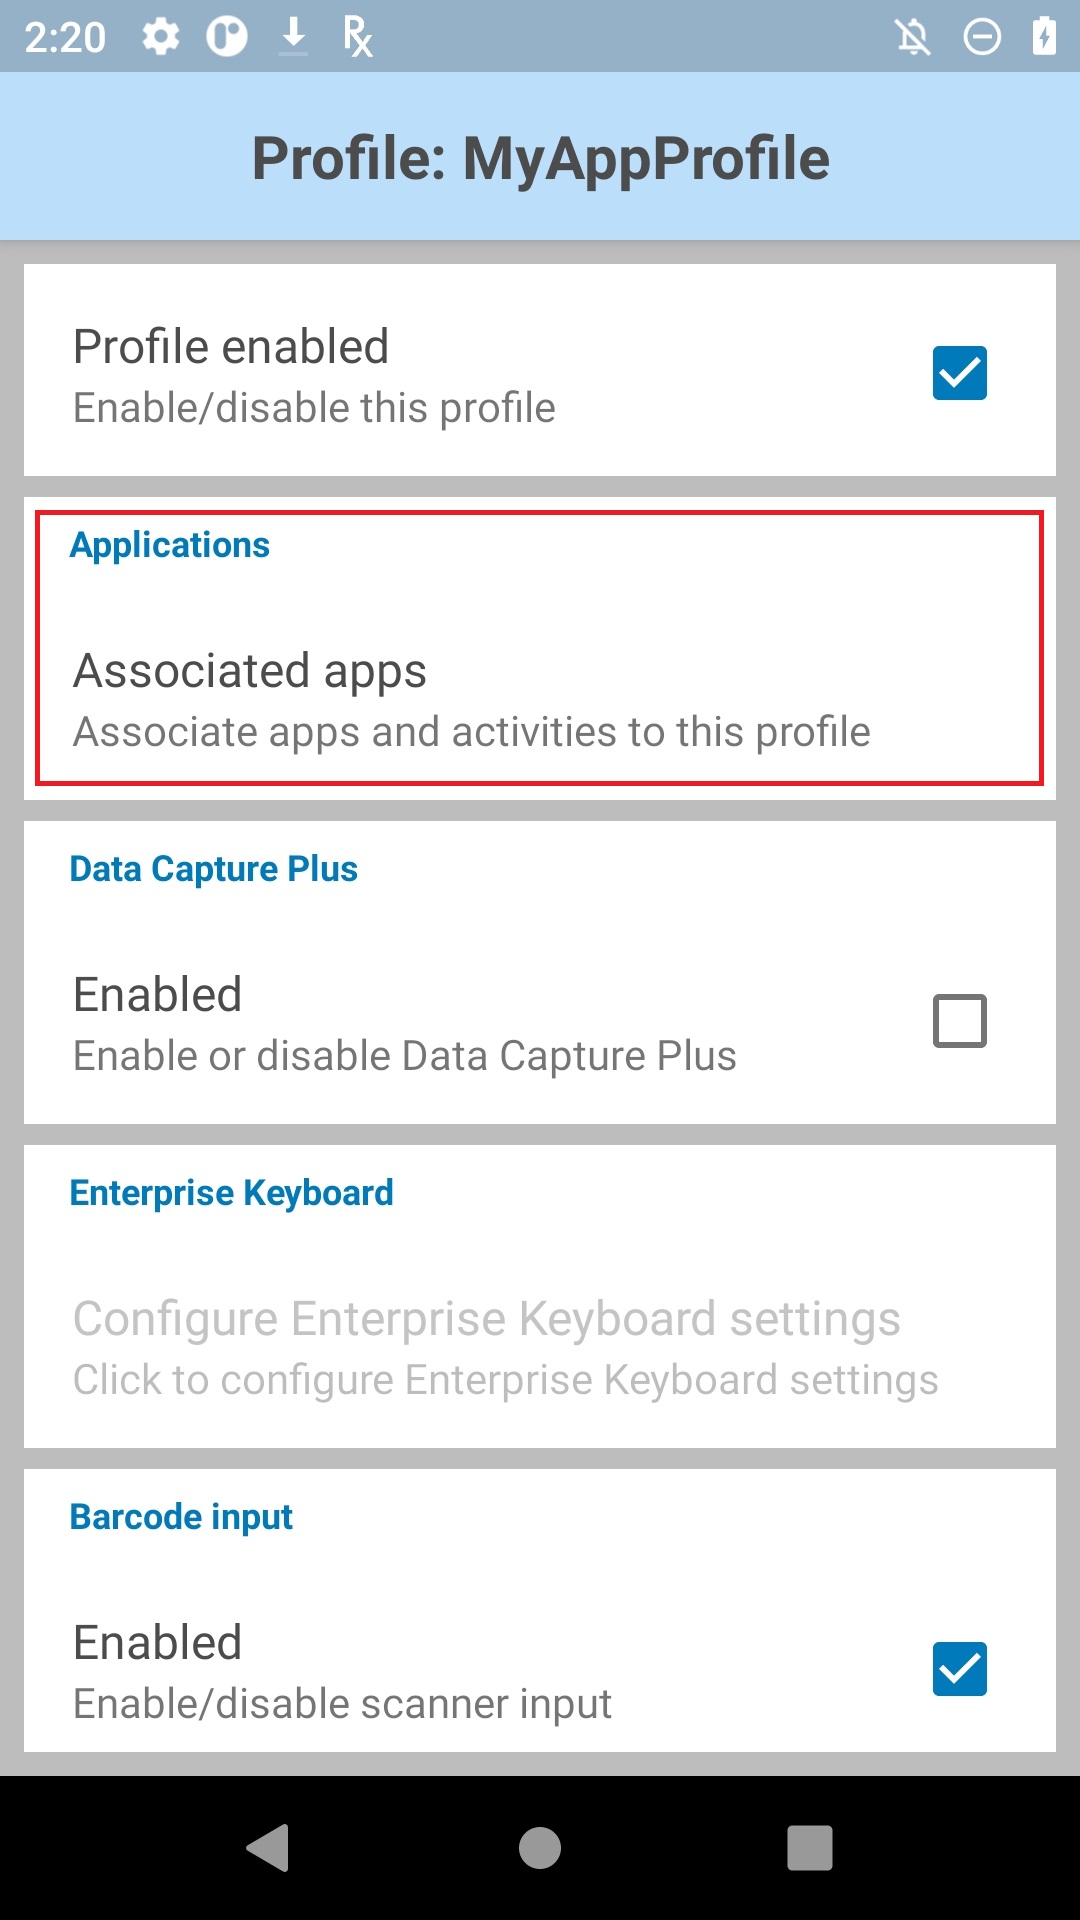 2:20
Profile: MyAppProfile
Profile enabled
Enable/disable this profile
Applications
Associated apps
Associate apps and activities to this profile
Data Capture Plus
Enabled
Enable or disable Data Capture Plus
Enterprise Keyboard
Configure Enterprise Keyboard settings
Click to configure Enterprise Keyboard settings
Barcode input
Enabled
Enable/disable scanner input